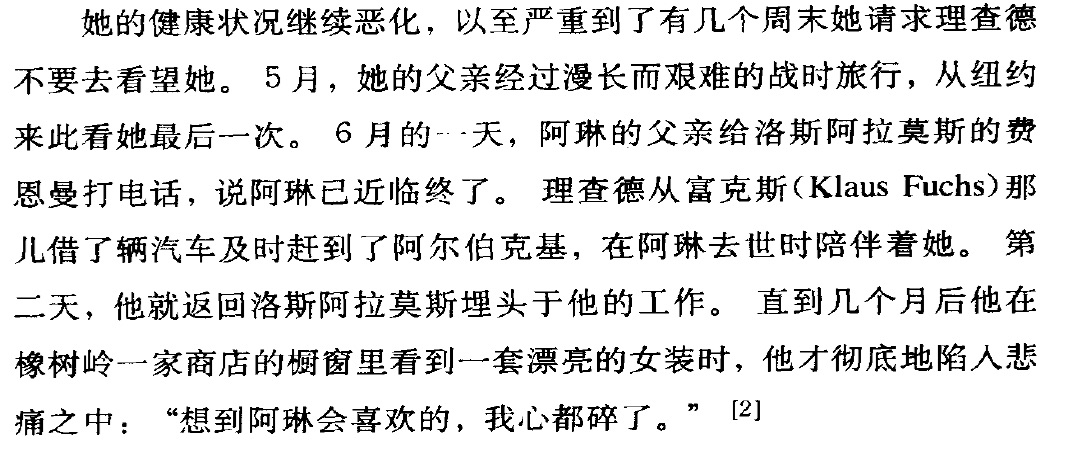 她的健康状况继续恶化，以至严重到了有几个周末她请求理查德
不要去看望她。 5 月，她的父亲经过漫长而艰难的战时旅行，从纽约
来此看她最后一次。 6 月的一天，阿琳的父亲给洛斯阿拉莫斯的费
恩曼打电话，说阿琳已近临终了。 理查德从富克斯(Klaus Fuchs)那
儿借了辆汽车及时赶到了阿尔伯克基，在阿琳去世时陪伴着她。 第
二天，他就返回洛斯阿拉莫斯埋头于他的工作。 直到几个月后他在
橡树岭一家商店的橱窗里看到一套漂亮的女装时，他才彻底地陷入悲
痛之中：“想到阿琳会喜欢的，我心都碎了。” [2]